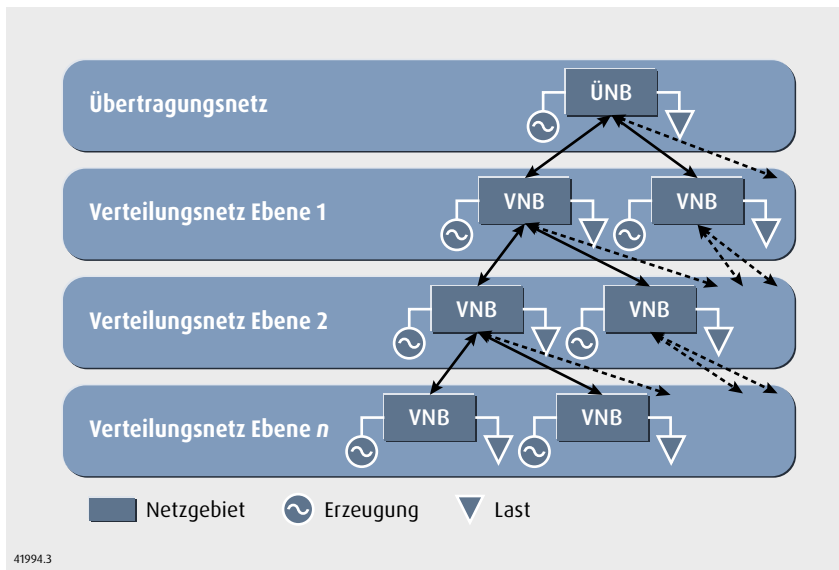 Übertragungsnetz
ÜNB
Verteilungsnetz Ebene 1
VNB
VNB
Verteilungsnetz Ebene 2
VNB
VNB
Verteilungsnetz Ebene n
VNB
VNB
Netzgebiet
Erzeugung
Last
41994.3